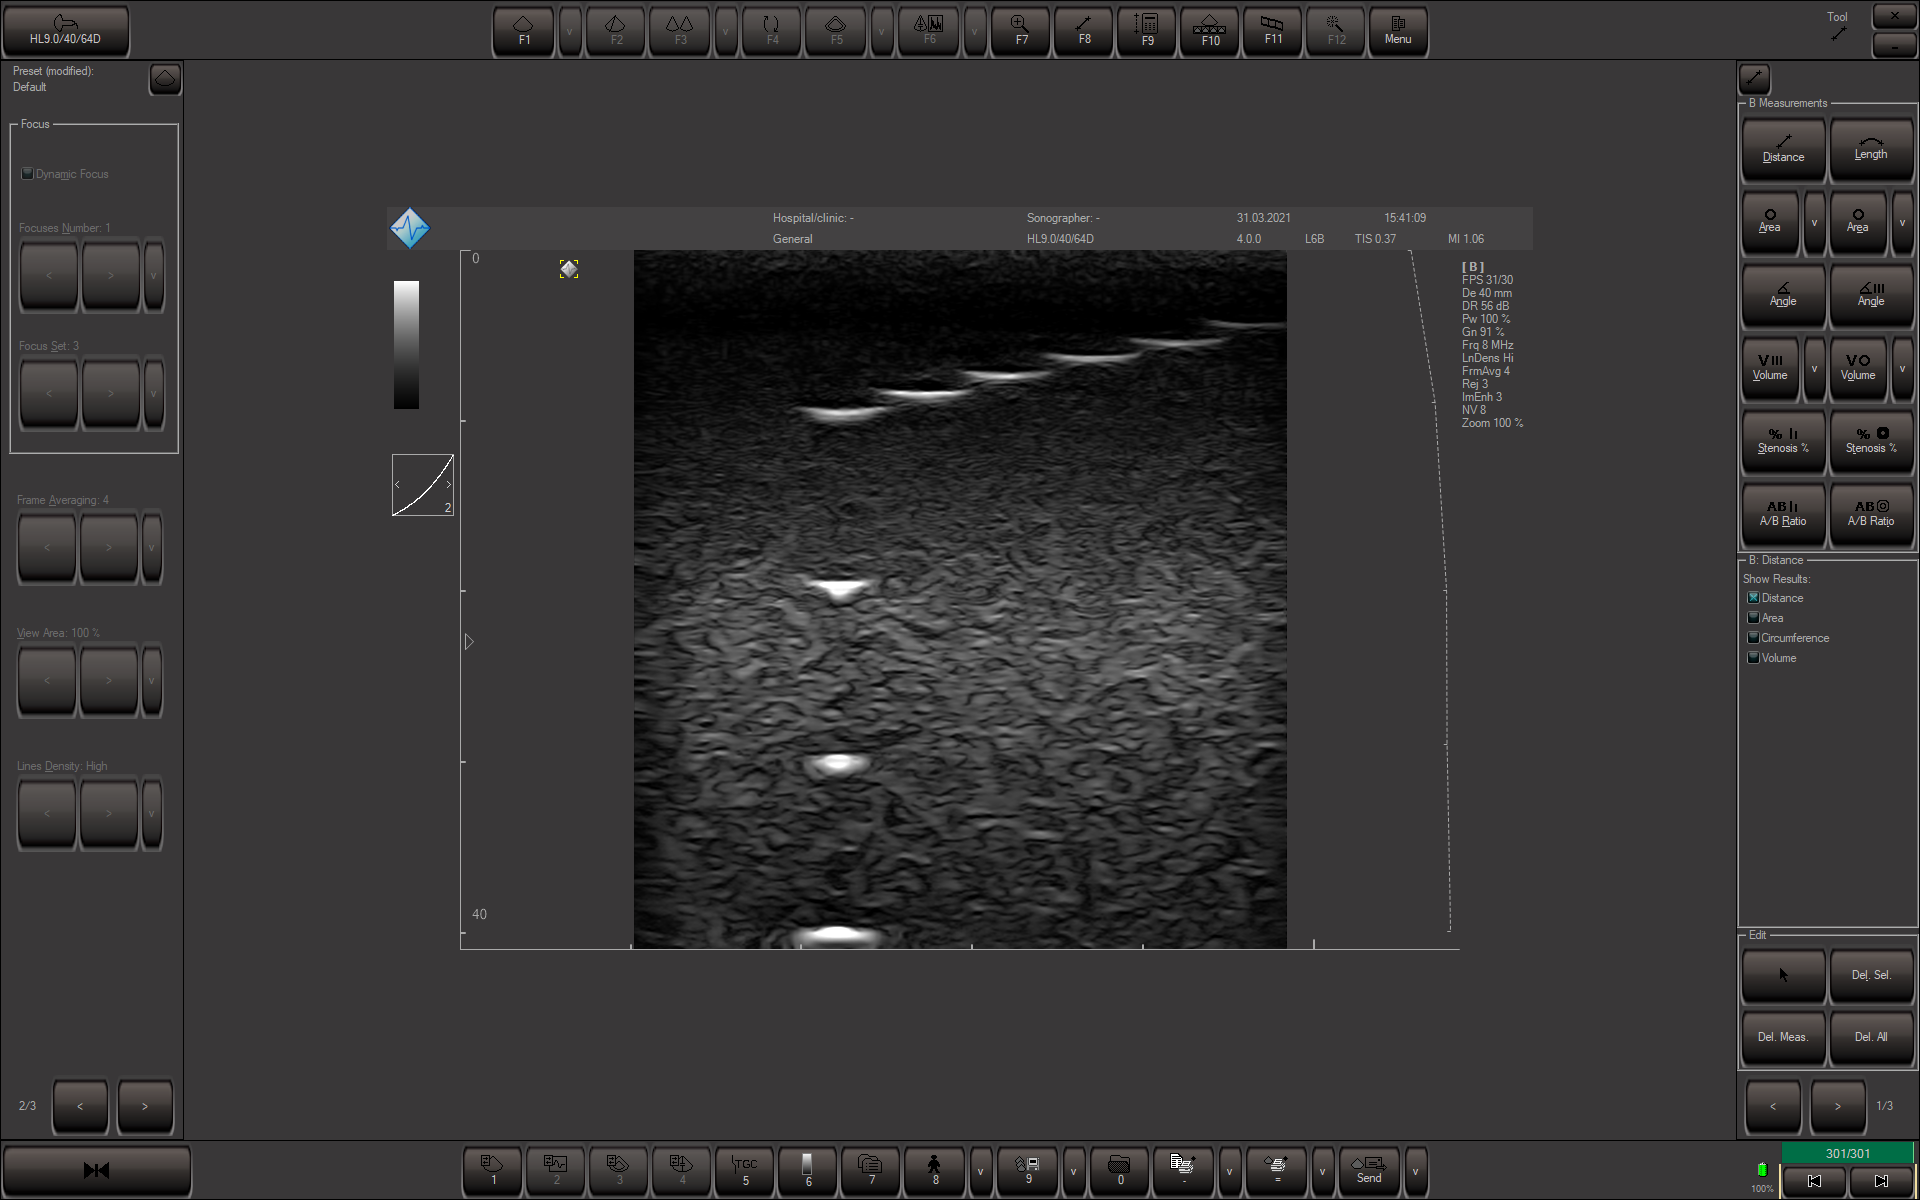 HL9.0/40/64D
F1
v
F2
F3
v
F4
F5
v
F6
v
F7
F8
F9
F10
F11
F12
Menu
Tool
×
-
Preset (modified):
Default
Focus
Dynamic Focus
Focuses Number: 1
< > v
Focus Set: 3
< > v
Frame Averaging: 4
< > v
View Area: 100 %
< > v
Lines Density: High
< > v
2/3 < >
Hospital/clinic: - Sonographer: - 31.03.2021 15:41:09
General HL9.0/40/64D 4.0.0 L6B TIS 0.37 MI 1.06
0
40
< >
2
[ B ]
FPS 31/30
De 40 mm
DR 56 dB
Pw 100 %
Gn 91 %
Frq 8 MHz
LnDens Hi
FrmAvg 4
Rej 3
ImEnh 3
NV 8
Zoom 100 %
B Measurements
Distance Length
Area v Area v
Angle Angle
V Volume v V Volume v
% Stenosis % % Stenosis %
AB A/B Ratio AB A/B Ratio
B: Distance
Show Results:
Distance
Area
Circumference
Volume
Edit
Del. Sel.
Del. Meas. Del. All
< > 1/3
1
2
3
4
TGC
5
6
7
8
v
9
v
0
-
v
=
v
Send
v
301/301
100%